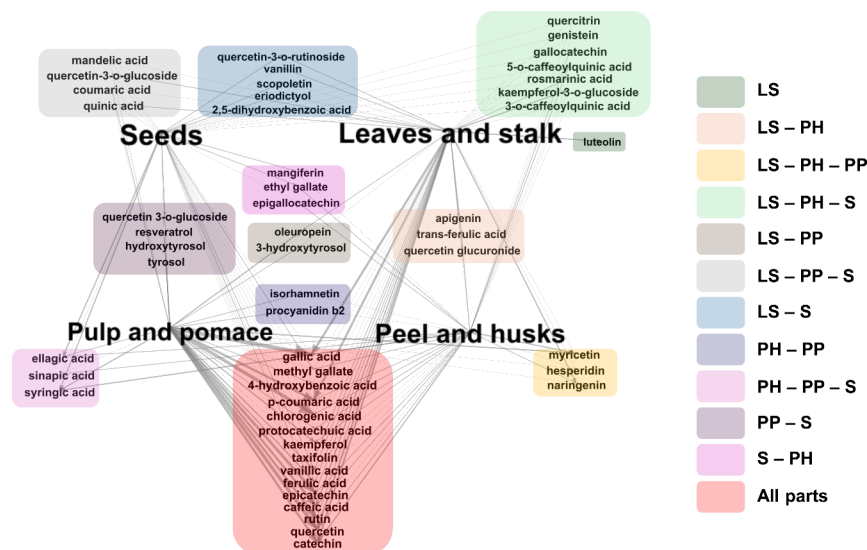 mandelic acid
quercetin-3-o-glucoside
coumaric acid
quinic acid
quercetin-3-o-rutinoside
vanillin
scopoletin
eriodictyol
2,5-dihydroxybenzoic acid
quercitrin
genistein
gallocatechin
5-o-caffeoylquinic acid
rosmarinic acid
kaempferol-3-o-glucoside
3-o-caffeoylquinic acid
Seeds
Leaves and stalk
luteolin
mangiferin
ethyl gallate
epigallocatechin
quercetin 3-o-glucoside
resveratrol
hydroxytyrosol
tyrosol
oleuropein
3-hydroxytyrosol
apigenin
trans-ferulic acid
quercetin glucuronide
isorhamnetin
procyanidin b2
Pulp and pomace
Peel and husks
ellagic acid
sinapic acid
syringic acid
gallic acid
methyl gallate
4-hydroxybenzoic acid
p-coumaric acid
chlorogenic acid
protocatechuic acid
kaempferol
taxifolin
vanillic acid
ferulic acid
epicatechin
caffeic acid
rutin
quercetin
catechin
myricetin
hesperidin
naringenin
LS
LS – PH
LS – PH – PP
LS – PH – S
LS – PP
LS – PP – S
LS – S
PH – PP
PH – PP – S
PP – S
S – PH
All parts